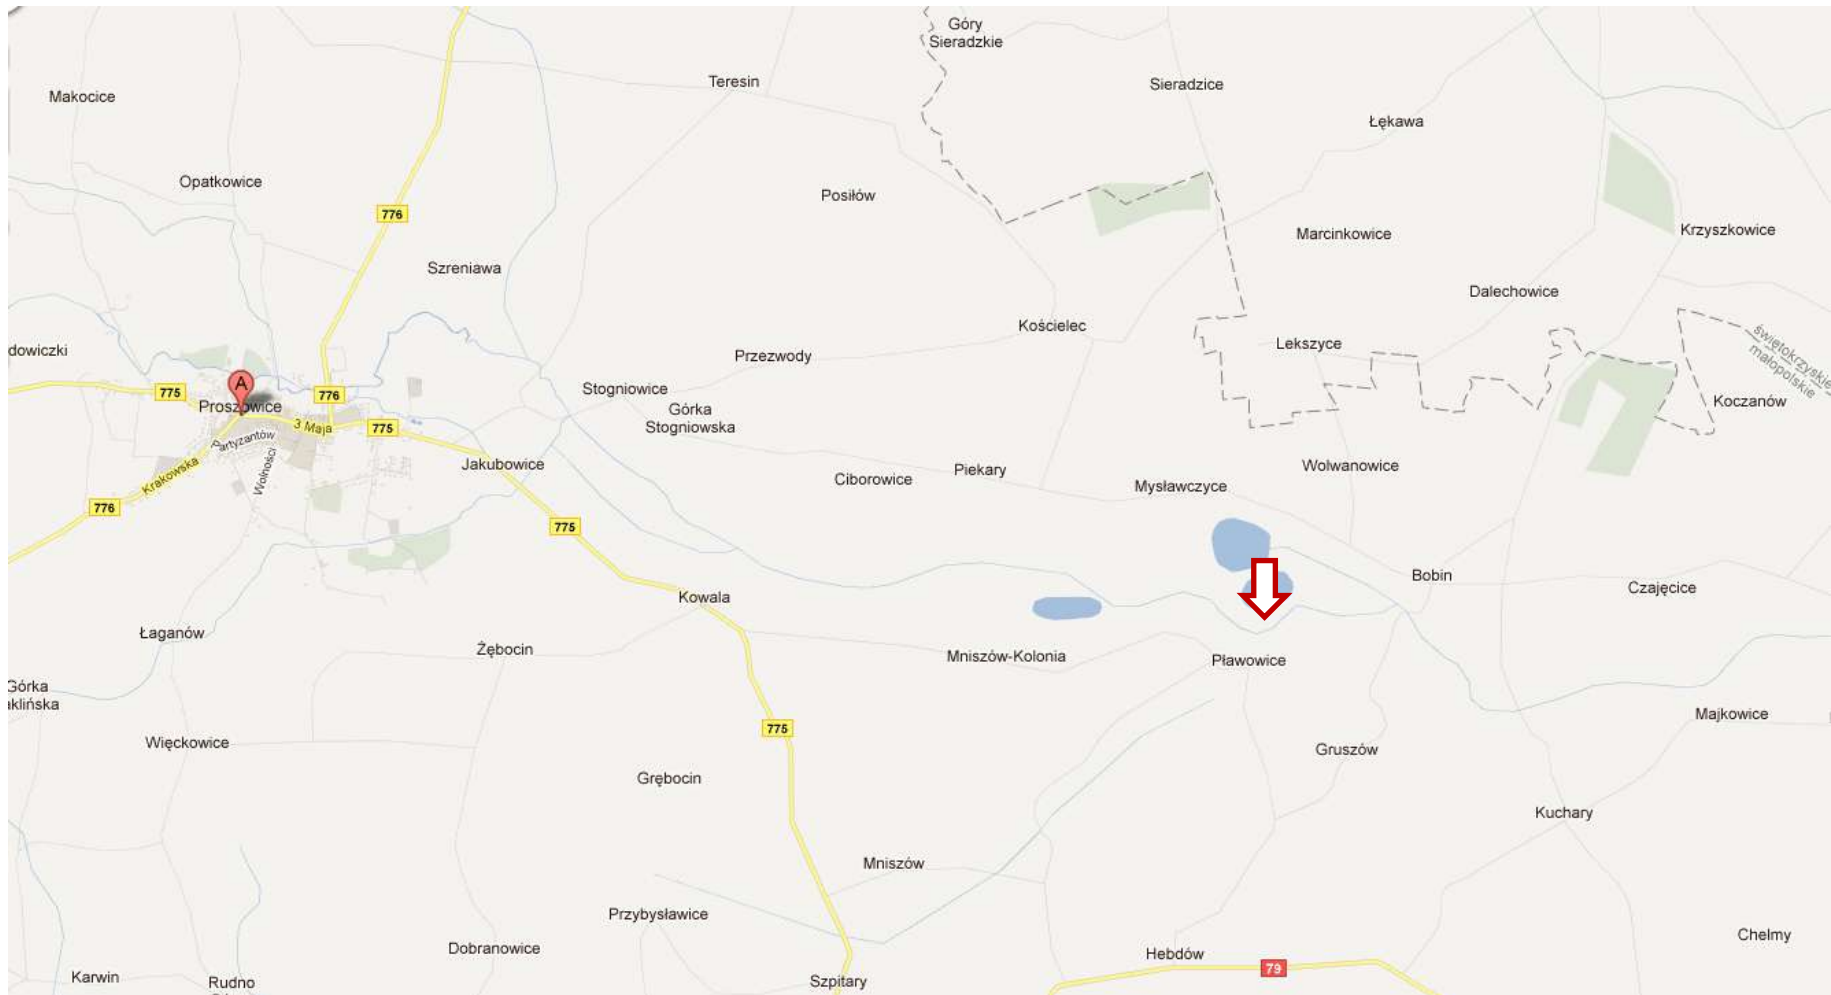 Góry
Sieradzkie
Teresin
Sieradzice
Makocice
Łękawa
Opatkowice
Posiłów
776
Krzyszkowice
Marcinkowice
Szreniawa
Dalechowice
Kościelec
Lekszyce
dowiczki
Przezwody
świętokrzyskie
małopolskie
775
A
776
Stogniowice
Koczanów
Proszowice
Górka
Stogniowska
3 Maja
775
Partyzantów
Wolności
Krakowska
Jakubowice
Ciborowice
Piekary
Wolwanowice
Mysławczyce
776
775
Bobin
Czajęcice
Kowala
Łaganów
Żębocin
Mniszów-Kolonia
Pławowice
Górka
aklińska
Majkowice
775
Więckowice
Gruszów
Grębocin
Kuchary
Mniszów
Przybysławice
Chelmy
Dobranowice
Hebdów
79
Karwin
Rudno
Szpitary